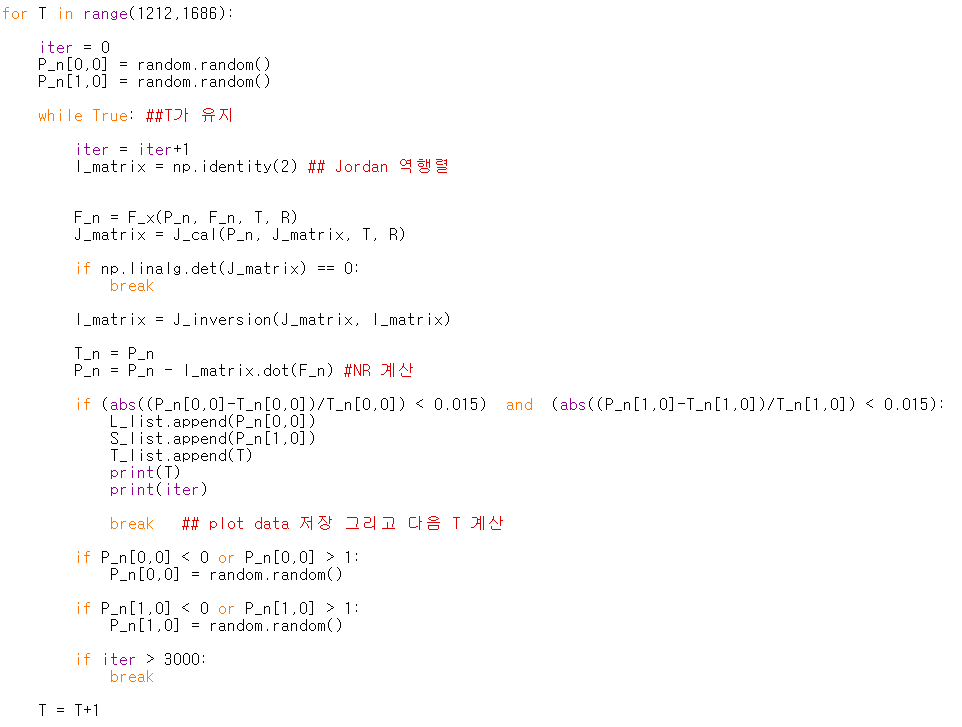 for T in range(1212,1686):
iter = 0
P_n[0,0] = random.random()
P_n[1,0] = random.random()
while True: ##T가 유지
iter = iter+1
I_matrix = np.identity(2) ## Jordan 역행렬
F_n = F_x(P_n, F_n, T, R)
J_matrix = J_cal(P_n, J_matrix, T, R)
if np.linalg.det(J_matrix) == 0:
break
I_matrix = J_inversion(J_matrix, I_matrix)
T_n = P_n
P_n = P_n - I_matrix.dot(F_n) #NR 계산
if (abs((P_n[0,0]-T_n[0,0])/T_n[0,0]) < 0.015)  and  (abs((P_n[1,0]-T_n[1,0])/T_n[1,0]) < 0.015):
L_list.append(P_n[0,0])
S_list.append(P_n[1,0])
T_list.append(T)
print(T)
print(iter)
break   ## plot data 저장 그리고 다음 T 계산
if P_n[0,0] < 0 or P_n[0,0] > 1:
P_n[0,0] = random.random()
if P_n[1,0] < 0 or P_n[1,0] > 1:
P_n[1,0] = random.random()
if iter > 3000:
break
T = T+1